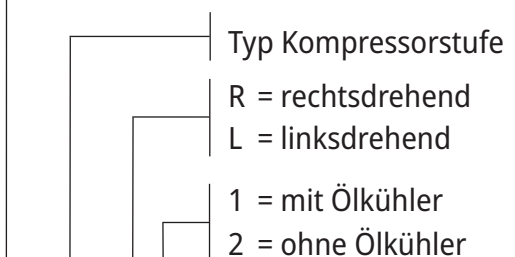 Typ Kompressorstufe
R = rechtsdrehend
L = linksdrehend
1 = mit Ölkühler
2 = ohne Ölkühler